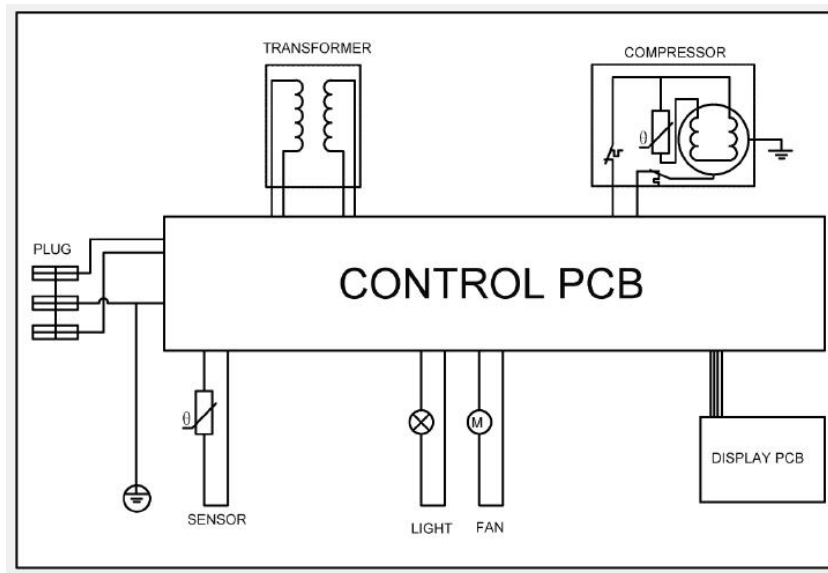 TRANSFORMER
COMPRESSOR
θ
PLUG
CONTROL PCB
θ
M
DISPLAY PCB
SENSOR
LIGHT
FAN